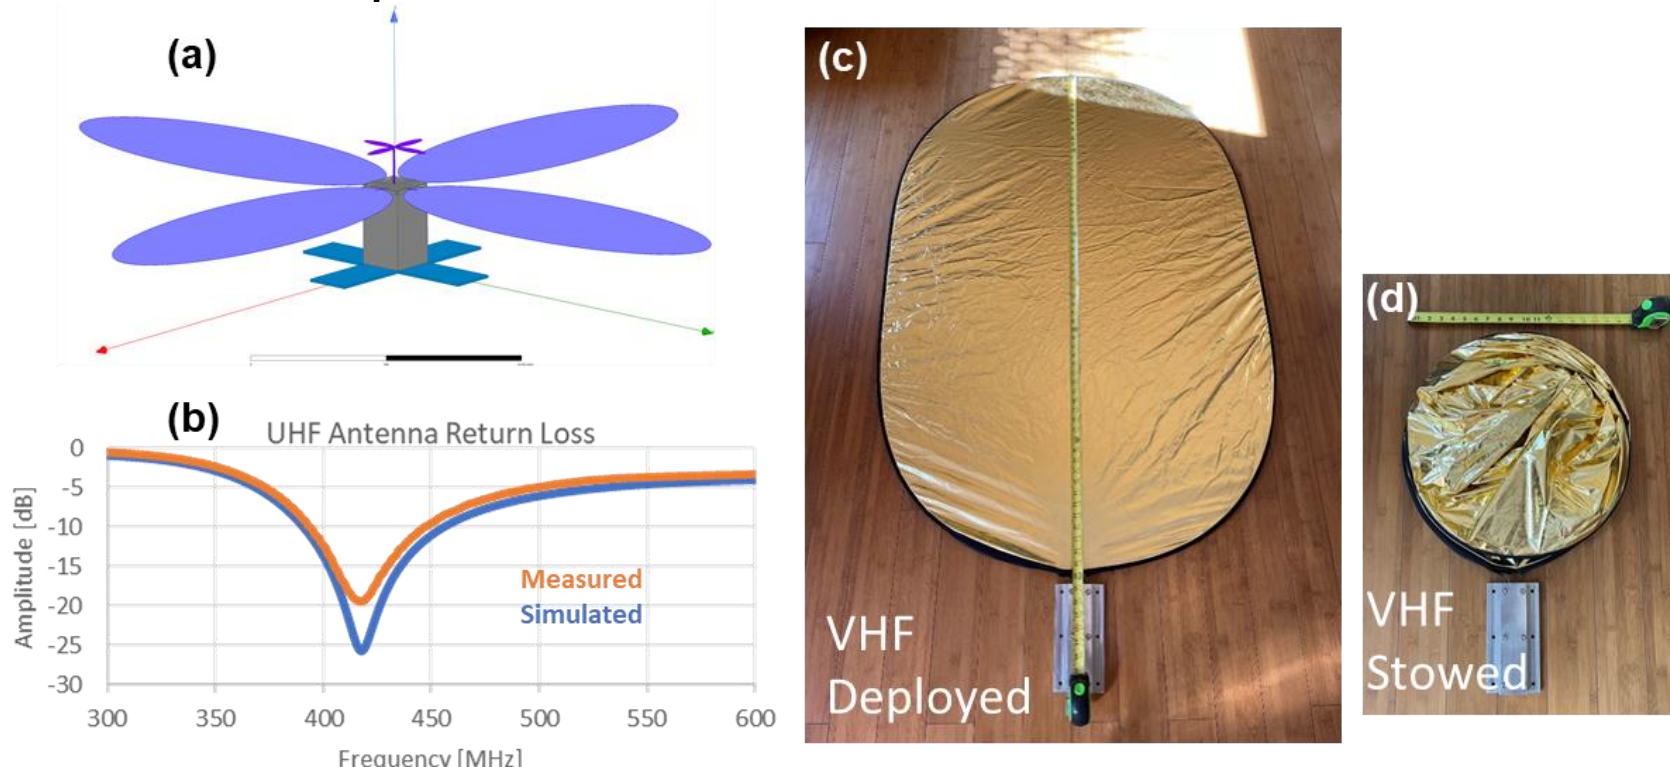 (a)
(b)
UHF Antenna Return Loss
0
-5
-10
-15
-20
-25
-30
Amplitude [dB]
Measured
Simulated
300 350 400 450 500 550 600
Frequency [MHz]
(c)
VHF
Deployed
(d)
VHF
Stowed